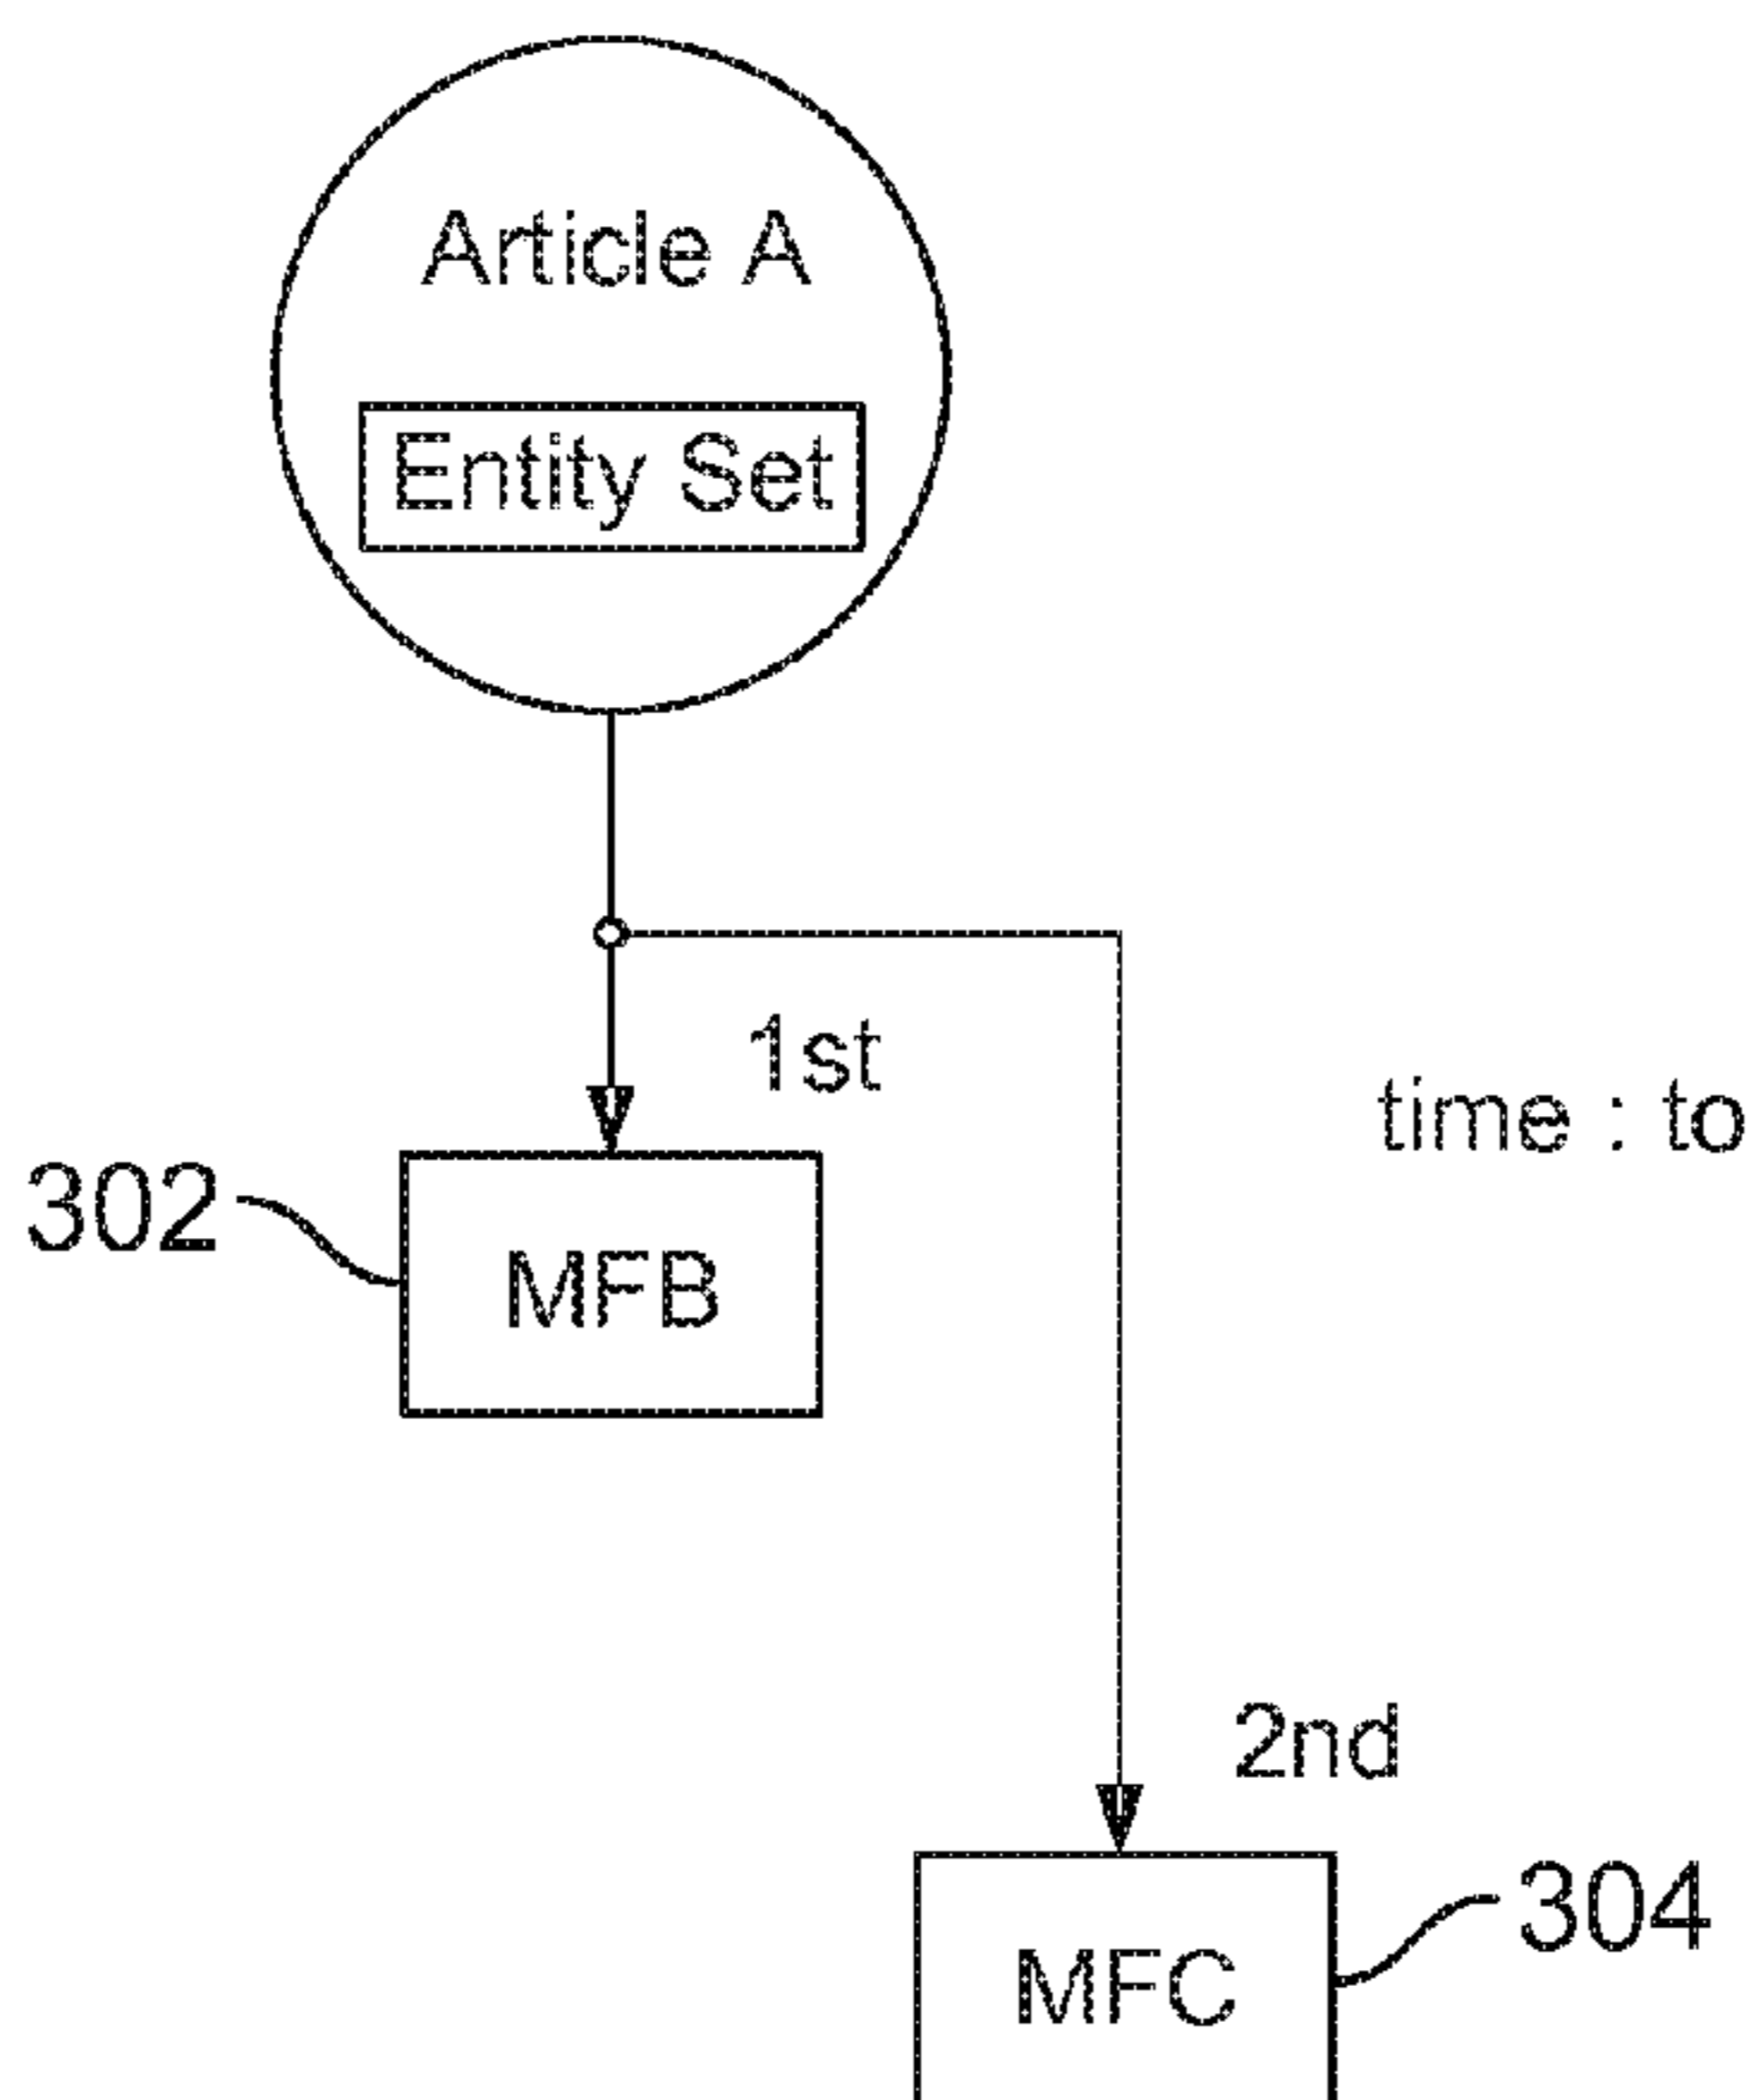 Article A
Entity Set
1st
time : to
302
MFB
2nd
304
MFC